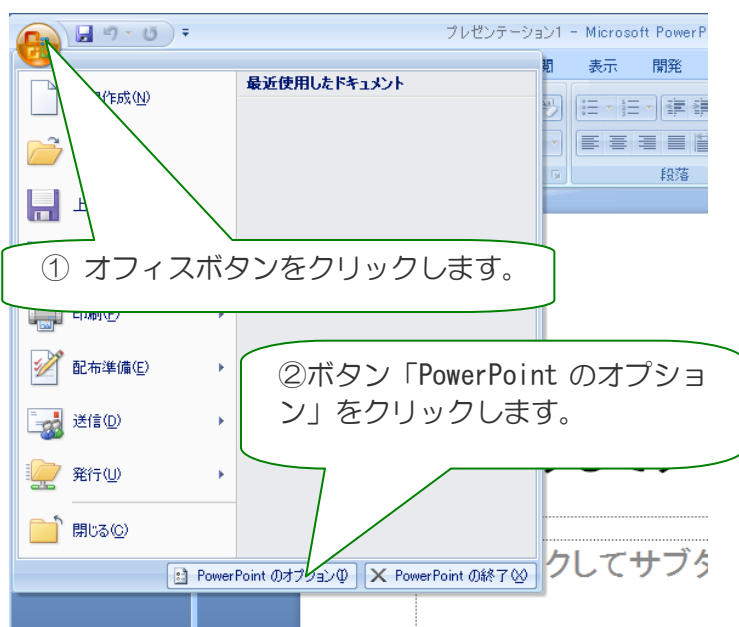 プレゼンテーション1 - Microsoft PowerP
表示 開発
段落
最近使用したドキュメント
作成(N)
上
① オフィスボタンをクリックします。
印刷(P)
配布準備(E)
②ボタン「PowerPoint のオプショ
ン」をクリックします。
送信(D)
発行(U)
閉じる(C)
クしてサブタ
PowerPoint のオプション(I) PowerPoint の終了(X)